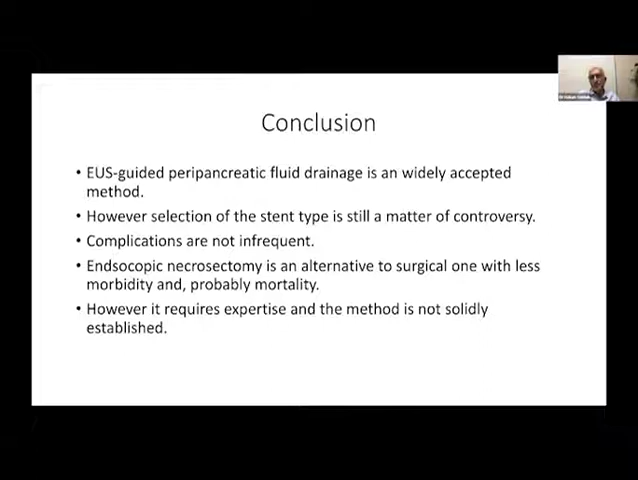 Conclusion
• EUS-guided peripancreatic fluid drainage is an widely accepted
method.
• However selection of the stent type is still a matter of controversy.
• Complications are not infrequent.
• Endsocopic necrosectomy is an alternative to surgical one with less
morbidity and, probably mortality.
• However it requires expertise and the method is not solidly
established.